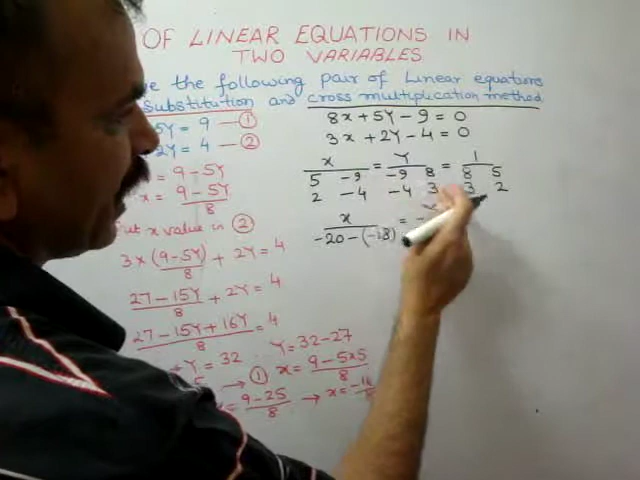 OF LINEAR EQUATIONS IN
TWO VARIABLES
ve the following pair of Linear equations
Substitution and cross multiplication method.
5Y = 9 — ①
2Y = 4 — ②
= 9 - 5Y
x = 9 - 5Y / 8
x value in ②
3 x (9 - 5Y) / 8 + 2Y = 4
27 - 15Y / 8 + 2Y = 4
27 - 15Y + 16Y / 8 = 4
+ Y = 32
Y = 32 - 27
→ ① x = 9 - 5x5 / 8
= 9 - 25 / 8 → x = -16 / 8
8x + 5Y - 9 = 0
3x + 2Y - 4 = 0
x = Y = 1
5 -9 -9 8 8 5
2 -4 -4 3 3 2
x / -20 - (-18) =